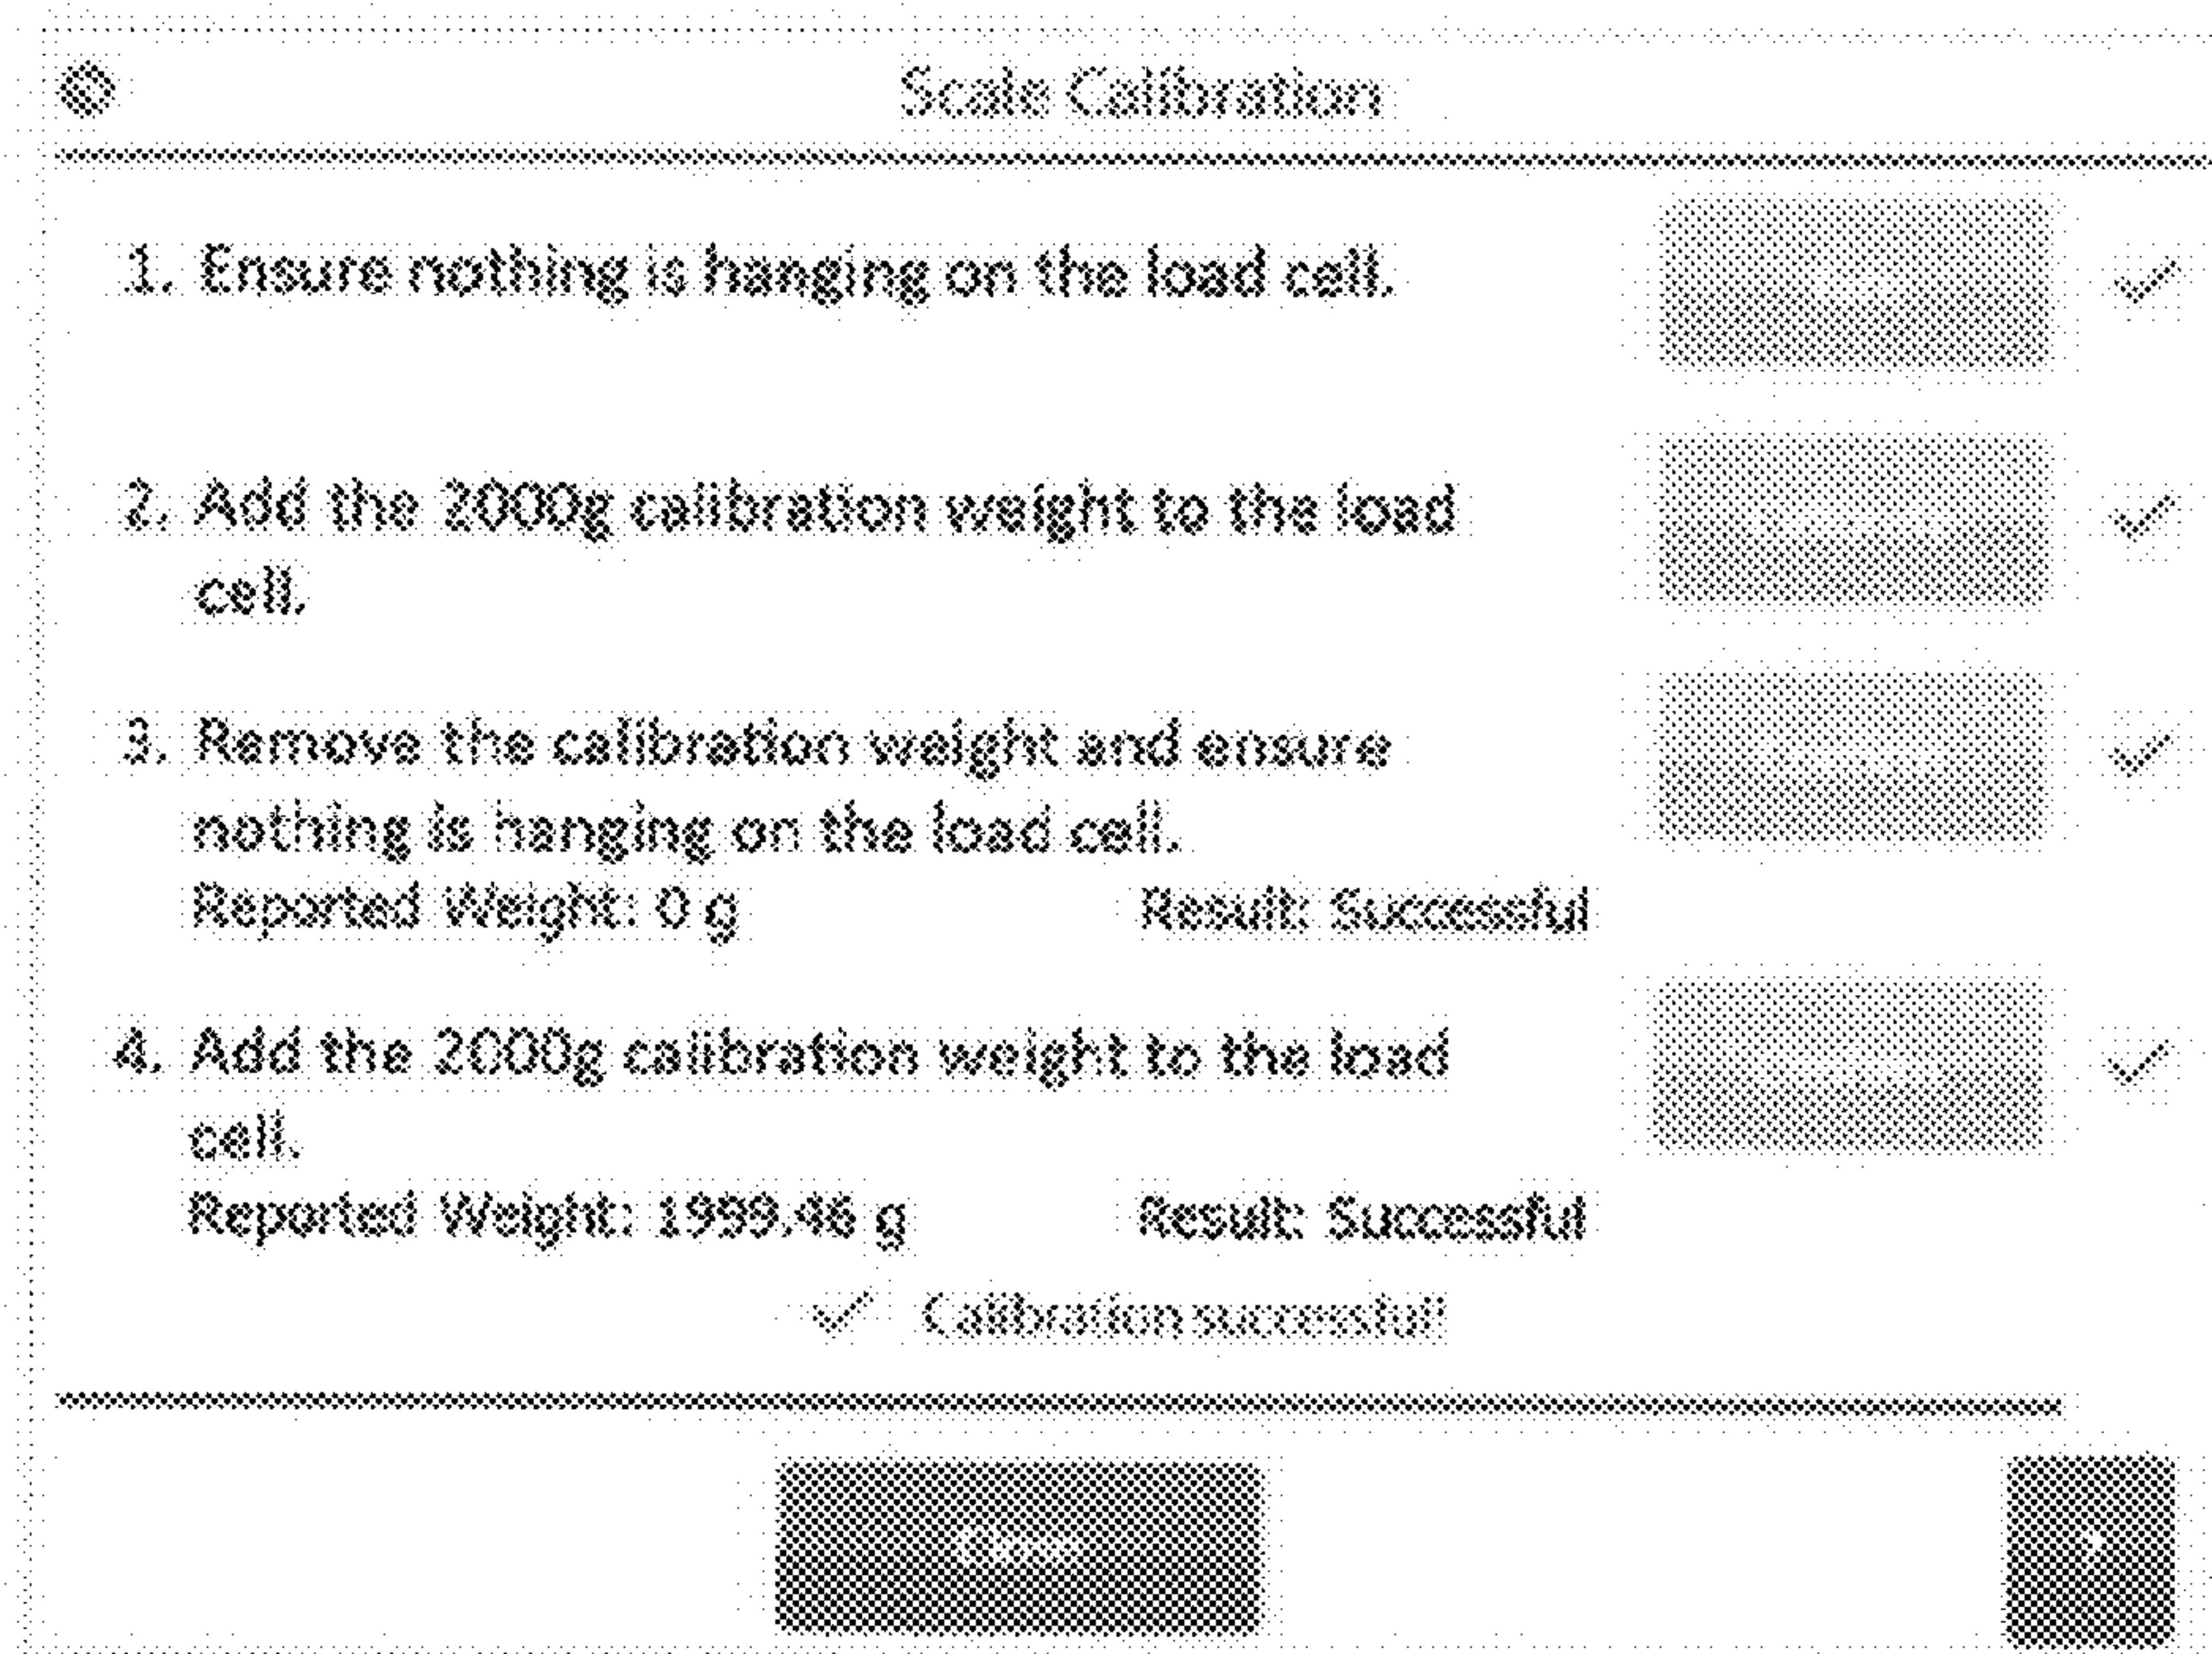 Scale Calibration
1. Ensure nothing is hanging on the load cell.
2. Add the 2000g calibration weight to the load
cell.
3. Remove the calibration weight and ensure
nothing is hanging on the load cell.
Reported Weight: 0 g Result: Successful
4. Add the 2000g calibration weight to the load
cell.
Reported Weight: 1999.46 g Result: Successful
Calibration successful!